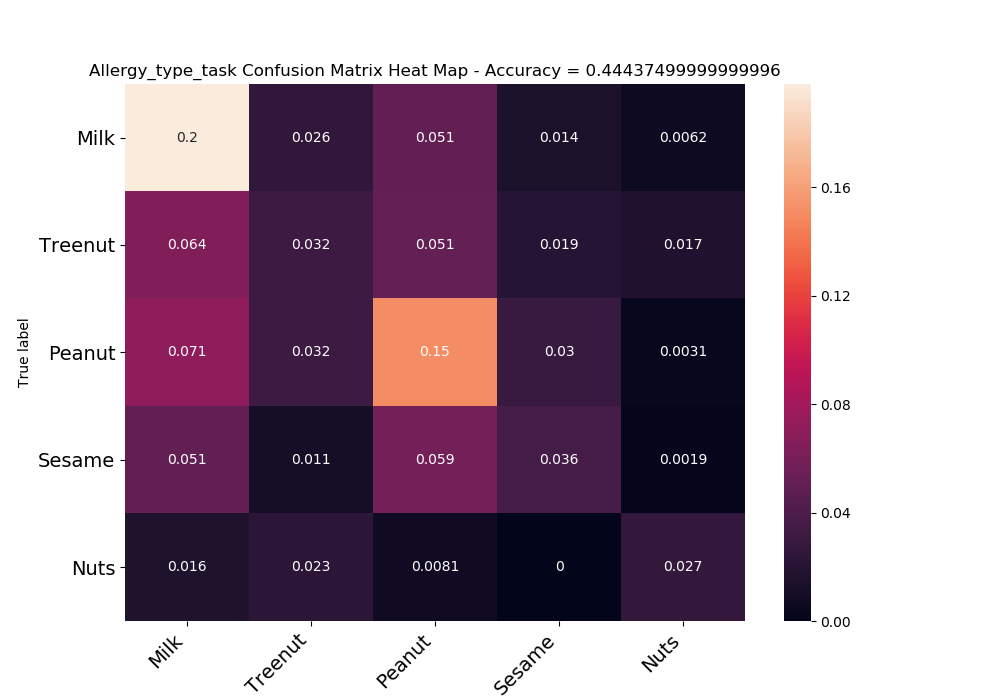 Allergy_type_task Confusion Matrix Heat Map - Accuracy = 0.44437499999999996
True label
Milk 0.2 0.026 0.051 0.014 0.0062
Treenut 0.064 0.032 0.051 0.019 0.017
Peanut 0.071 0.032 0.15 0.03 0.0031
Sesame 0.051 0.011 0.059 0.036 0.0019
Nuts 0.016 0.023 0.0081 0 0.027
Milk Treenut Peanut Sesame Nuts
0.16
0.12
0.08
0.04
0.00